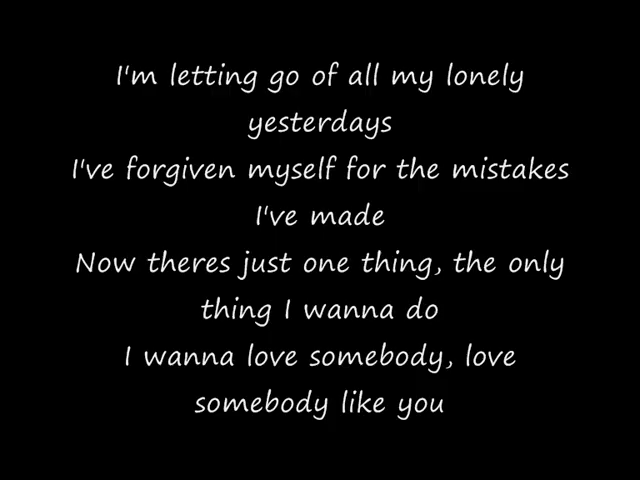 I'm letting go of all my lonely
yesterdays
I've forgiven myself for the mistakes
I've made
Now theres just one thing, the only
thing I wanna do
I wanna love somebody, love
somebody like you